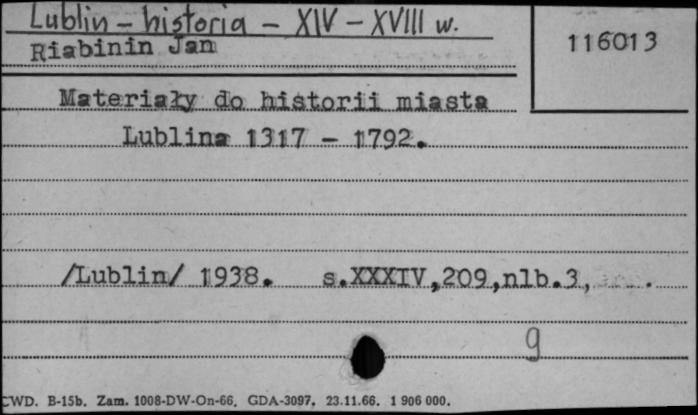 Lublin – historia – XIV – XVIII w.
116013
Riabinin Jan
Materiały do historii miasta
Lublina 1317 – 1792.
/Lublin/ 1938. s.XXXIV,209,nlb.3, .
9
CWD. B-15b. Zam. 1008-DW-On-66. GDA-3097. 23.11.66. 1 906 000.